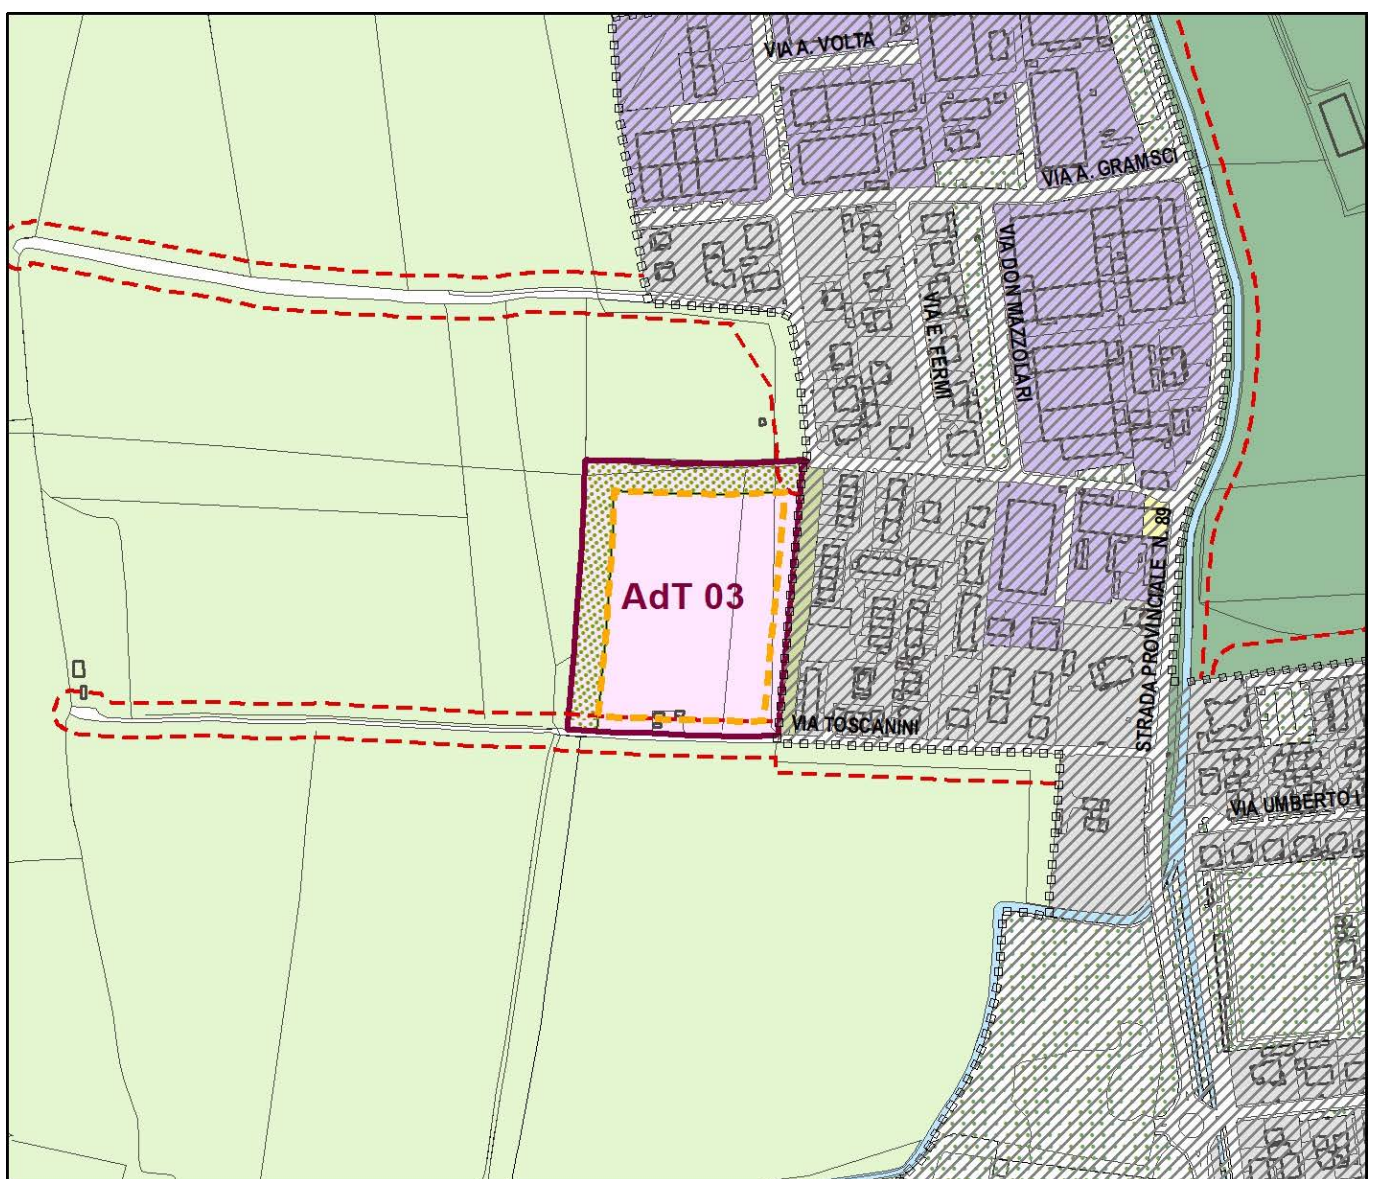 VIA A. VOLTA
VIA A. GRAMSCI
VIA DON MAZZOLARI
VIA E. FERMI
AdT 03
STRADA PROVINCIALE N. 89
VIA TOSCANINI
VIA UMBERTO I